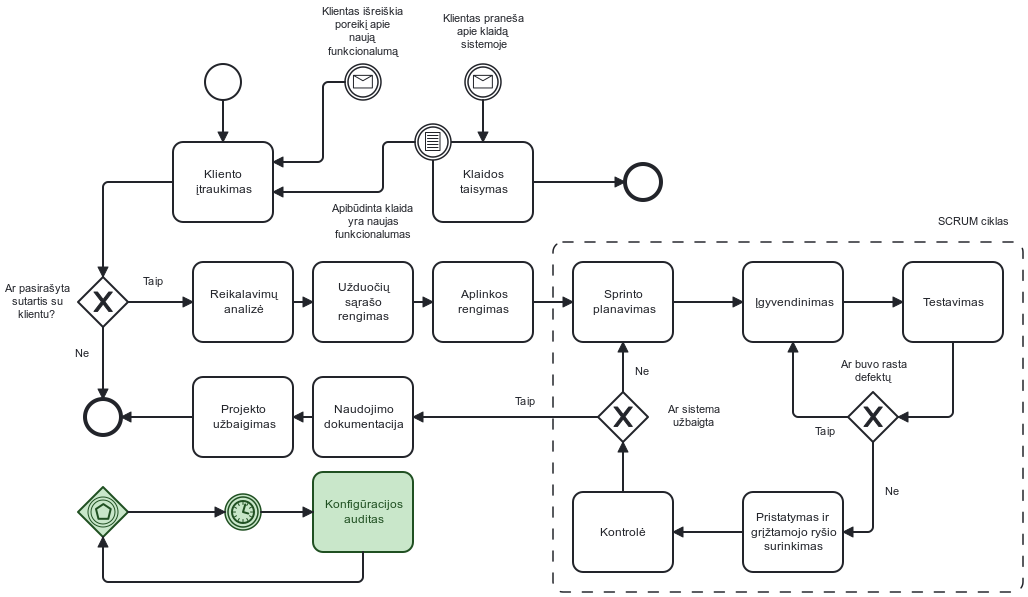 Klientas išreiškia
poreikį apie
naują
funkcionalumą
Klientas praneša
apie klaidą
sistemoje
Kliento
įtraukimas
Klaidos
taisymas
Apibūdinta klaida
yra naujas
funkcionalumas
SCRUM ciklas
Ar pasirašyta
sutartis su
klientu?
Taip
Reikalavimų
analizė
Užduočių
sąrašo
rengimas
Aplinkos
rengimas
Sprinto
planavimas
Įgyvendinimas
Testavimas
Ne
Ne
Ar buvo rasta
defektų
Projekto
užbaigimas
Naudojimo
dokumentacija
Taip
Ar sistema
užbaigta
Taip
Ne
Konfigūracijos
auditas
Kontrolė
Pristatymas ir
grįžtamojo ryšio
surinkimas